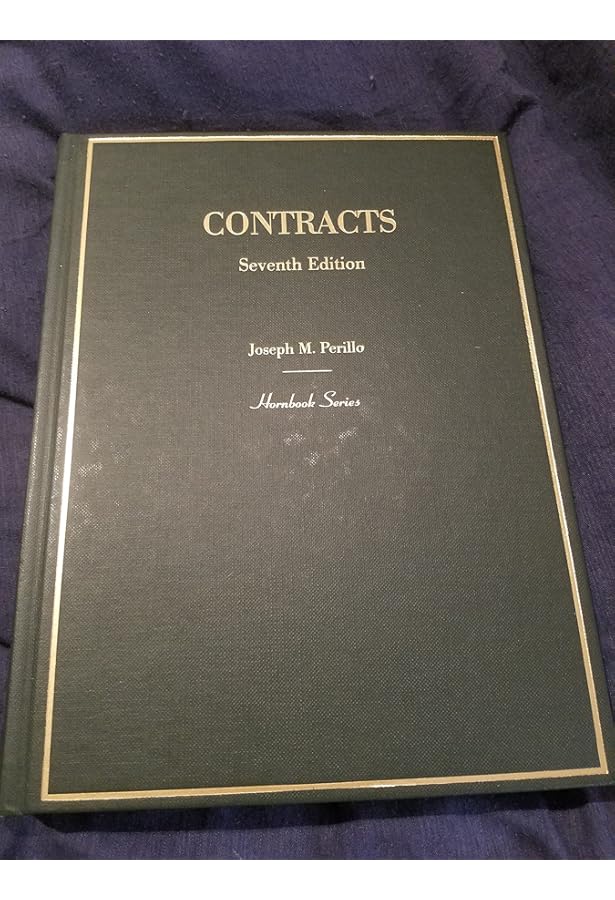 CONTRACTS
Seventh Edition
Joseph M. Perillo
Hornbook Series